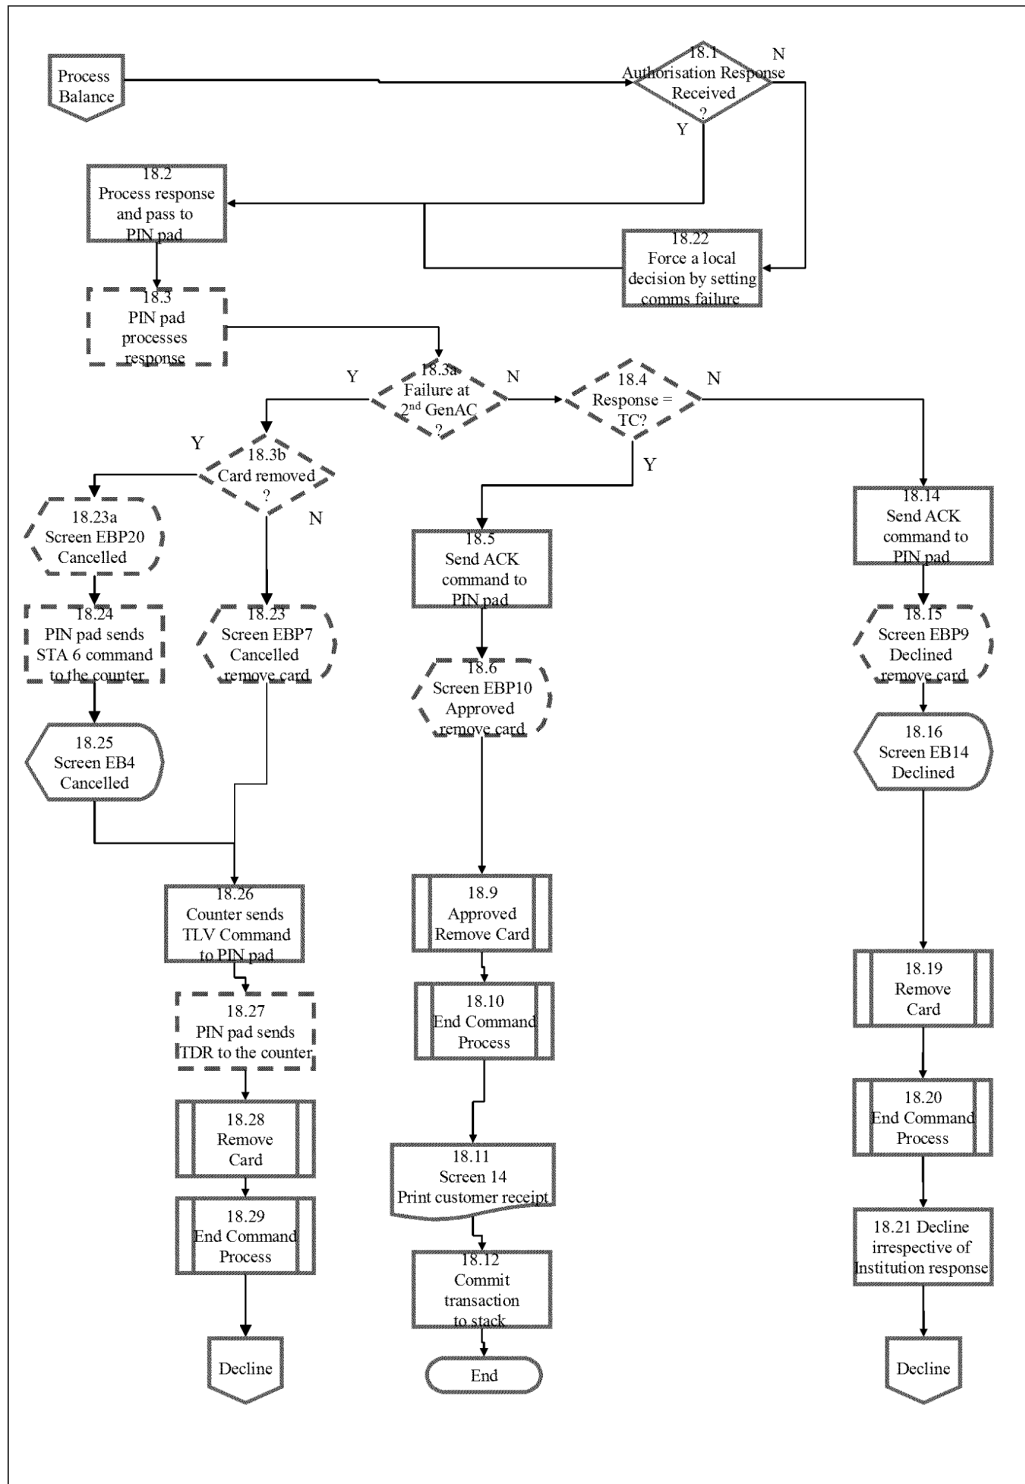 Process
Balance
18.1
Authorisation Response
Received
?
N
Y
18.2
Process response
and pass to
PIN pad
18.22
Force a local
decision by setting
comms failure
18.3
PIN pad
processes
response
Y
18.3a
Failure at
2nd GenAC
?
N
18.4
Response =
TC?
N
Y
Y
18.3b
Card removed
?
N
18.23a
Screen EBP20
Cancelled
18.5
Send ACK
command to
PIN pad
18.14
Send ACK
command to
PIN pad
18.24
PIN pad sends
STA 6 command
to the counter
18.23
Screen EBP7
Cancelled
remove card
18.6
Screen EBP10
Approved
remove card
18.15
Screen EBP9
Declined
remove card
18.25
Screen EB4
Cancelled
18.16
Screen EB14
Declined
18.26
Counter sends
TLV Command
to PIN pad
18.9
Approved
Remove Card
18.19
Remove
Card
18.27
PIN pad sends
TDR to the counter
18.10
End Command
Process
18.28
Remove
Card
18.20
End Command
Process
18.11
Screen 14
Print customer receipt
18.29
End Command
Process
18.21 Decline
irrespective of
Institution response
18.12
Commit
transaction
to stack
Decline
End
Decline